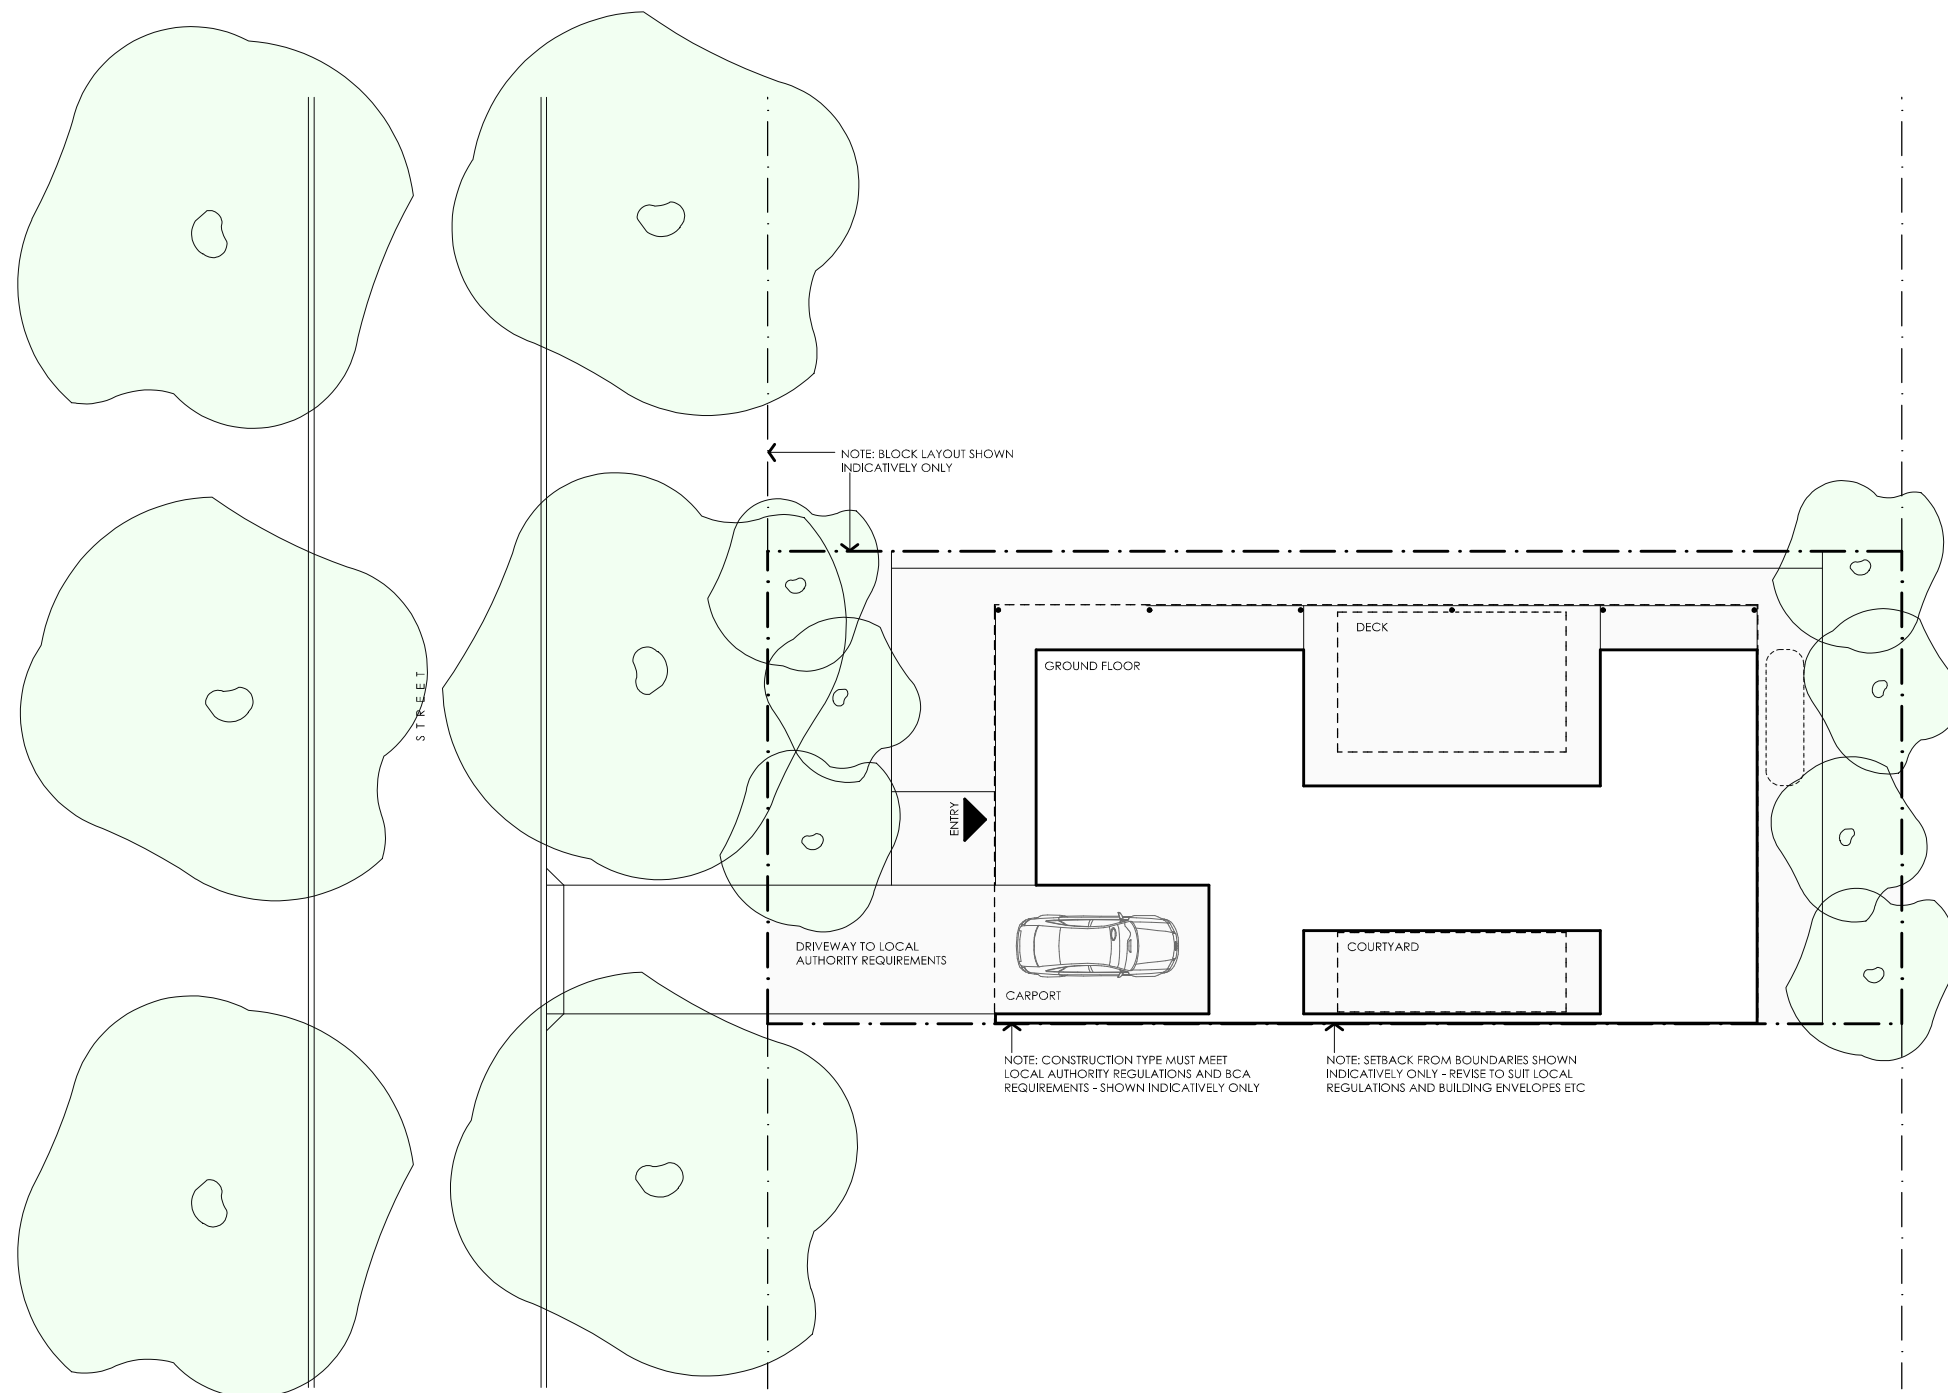 NOTE: BLOCK LAYOUT SHOWN
INDICATIVELY ONLY
DECK
GROUND FLOOR
STREET
ENTRY
DRIVEWAY TO LOCAL
AUTHORITY REQUIREMENTS
COURTYARD
CARPORT
NOTE: CONSTRUCTION TYPE MUST MEET
LOCAL AUTHORITY REGULATIONS AND BCA
REQUIREMENTS - SHOWN INDICATIVELY ONLY
NOTE: SETBACK FROM BOUNDARIES SHOWN
INDICATIVELY ONLY - REVISE TO SUIT LOCAL
REGULATIONS AND BUILDING ENVELOPES ETC